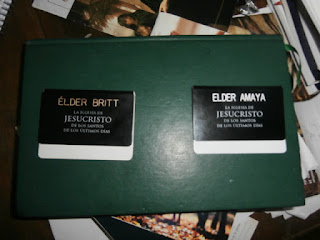 ÉLDER BRITT
LA IGLESIA DE
JESUCRISTO
DE LOS SANTOS
DE LOS ÚLTIMOS DÍAS
ELDER AMAYA
LA IGLESIA DE
JESUCRISTO
DE LOS SANTOS
DE LOS ÚLTIMOS DÍAS